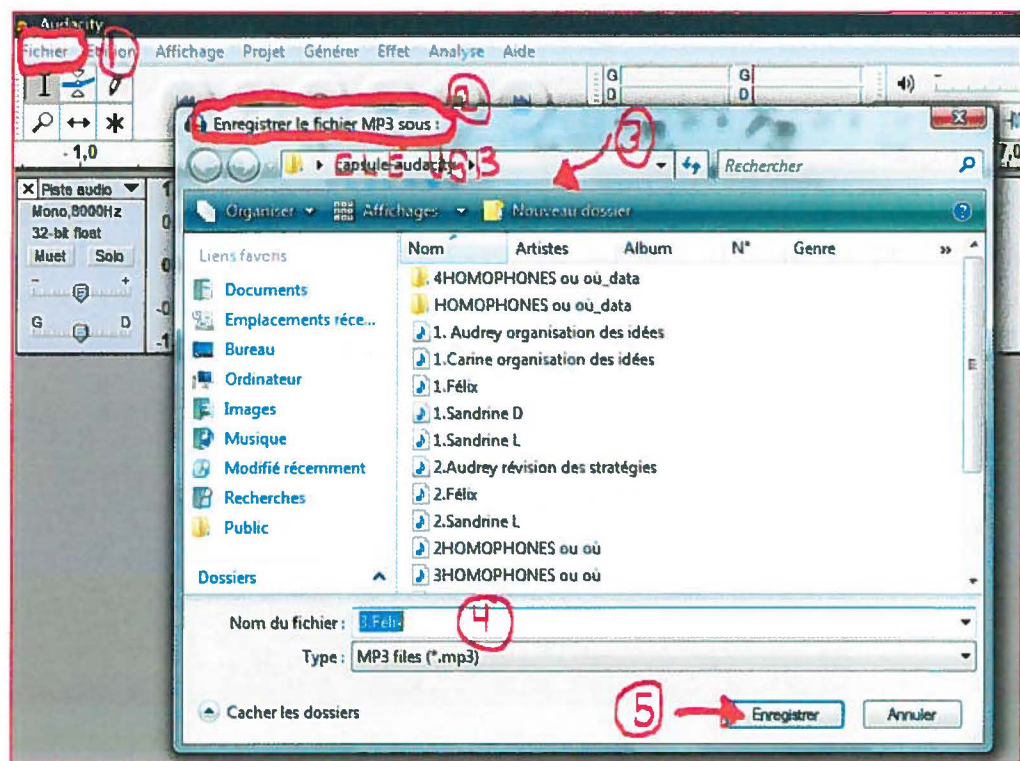 Audacity
Fichier Edition Affichage Projet Générer Effet Analyse Aide
1
G G
D D
2
Enregistrer le fichier MP3 sous :
3
- 1,0
7,0
capsule audacity
Rechercher
Piste audio
Mono,8000Hz
32-bit float
Muet Solo
- +
G D
Organiser Affichages Nouveau dossier
Liens favoris
Documents
Emplacements réce...
Bureau
Ordinateur
Images
Musique
Modifié récemment
Recherches
Public
Dossiers
Nom Artistes Album N° Genre »
4HOMOPHONES ou où_data
HOMOPHONES ou où_data
1. Audrey organisation des idées
1.Carine organisation des idées
1.Félix
1.Sandrine D
1.Sandrine L
2.Audrey révision des stratégies
2.Félix
2.Sandrine L
2HOMOPHONES ou où
3HOMOPHONES ou où
Nom du fichier : 3.Félix
4
Type : MP3 files (*.mp3)
Cacher les dossiers
5
Enregistrer Annuler